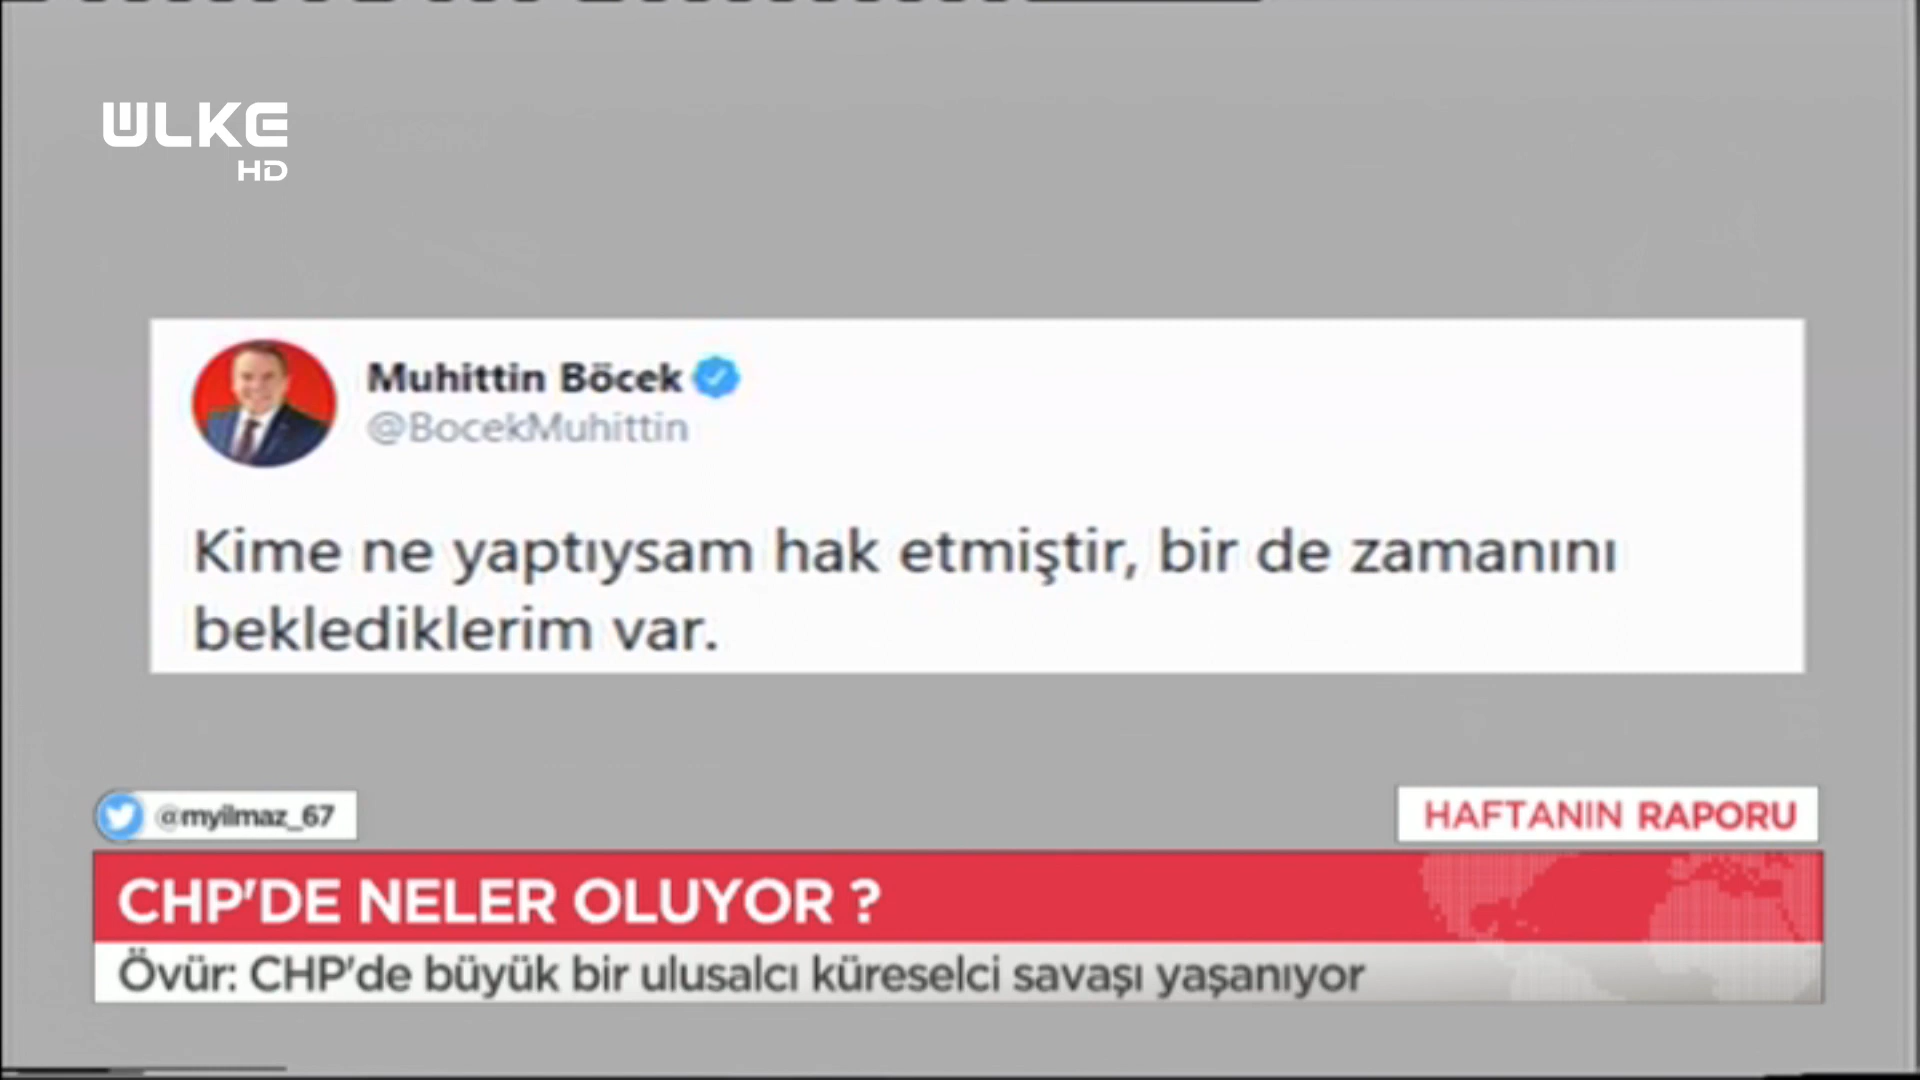 ULKE
HD
Muhittin Böcek
@BocekMuhittin
Kime ne yaptıysam hak etmiştir, bir de zamanını
beklediklerim var.
@myilmaz_67
HAFTANIN RAPORU
CHP'DE NELER OLUYOR ?
Övür: CHP'de büyük bir ulusalcı küreselci savaşı yaşanıyor